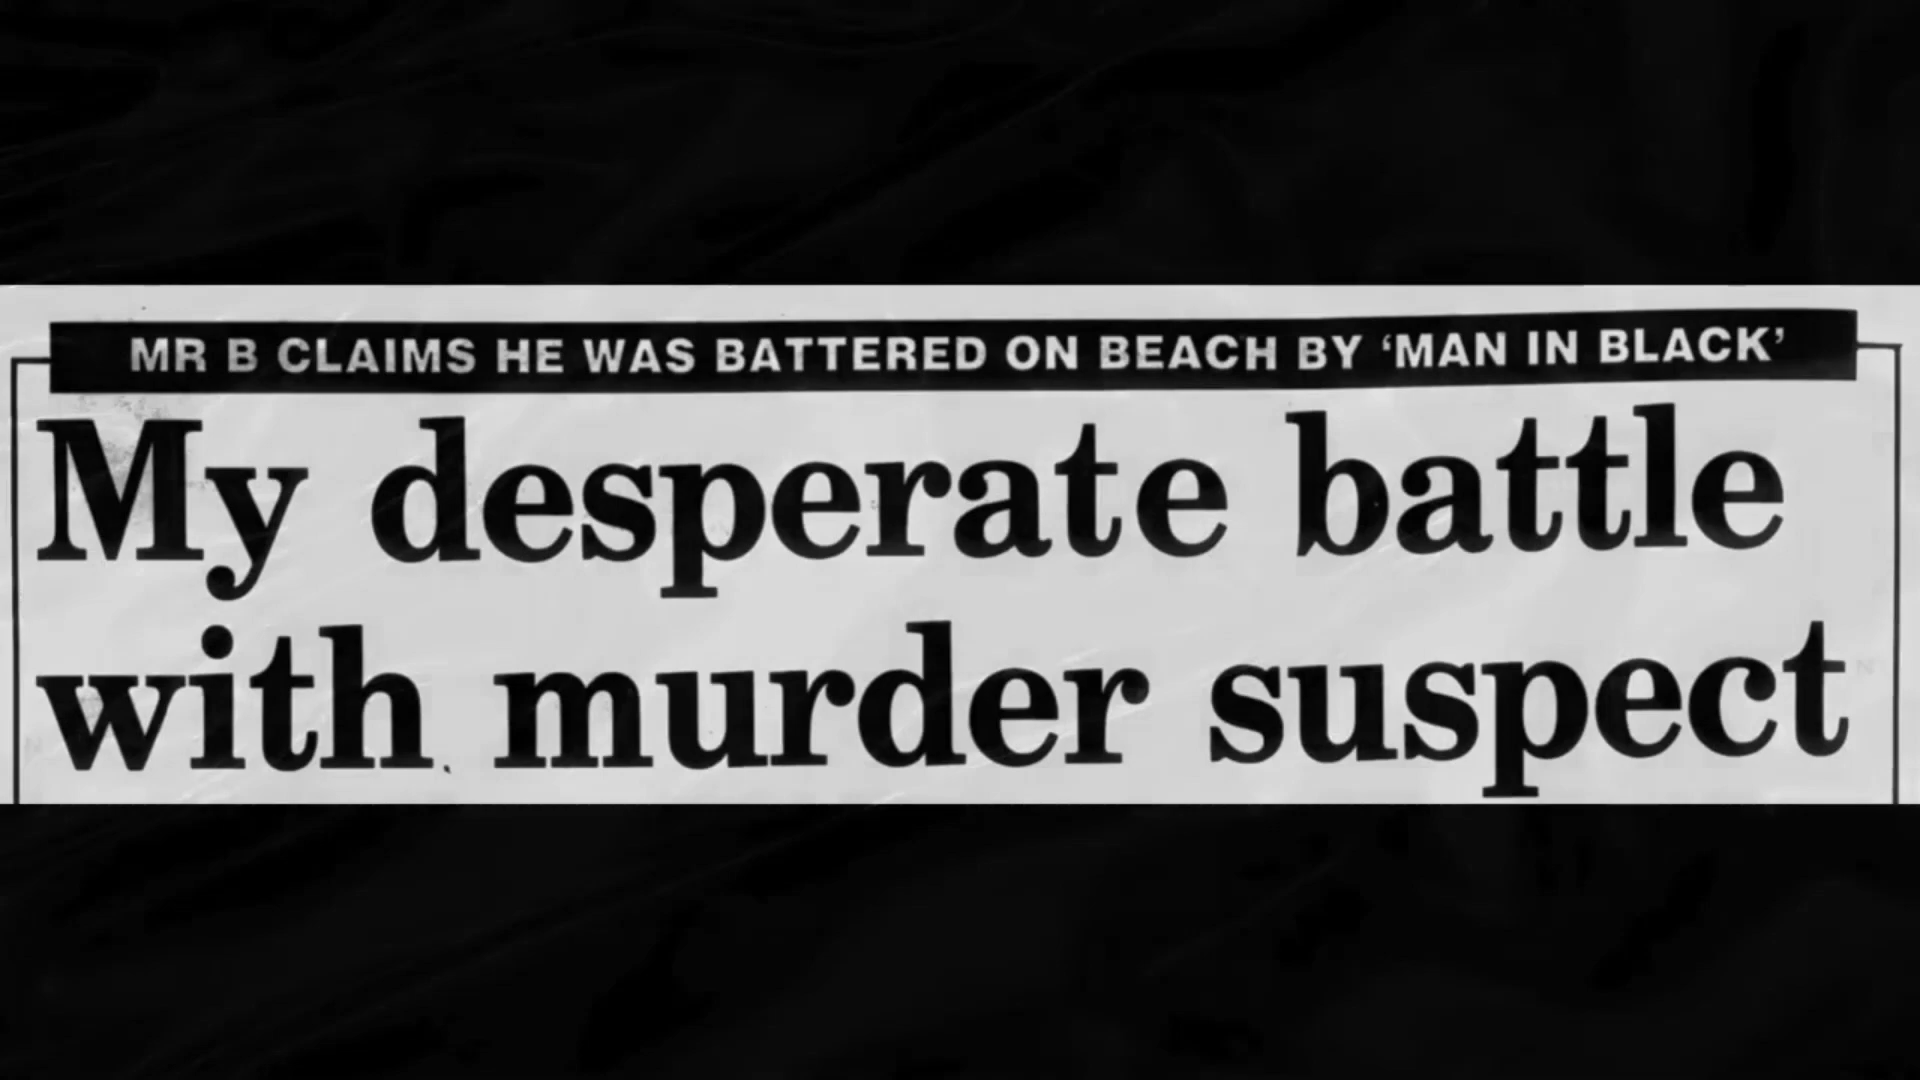 MR B CLAIMS HE WAS BATTERED ON BEACH BY ‘MAN IN BLACK’
My desperate battle
with murder suspect